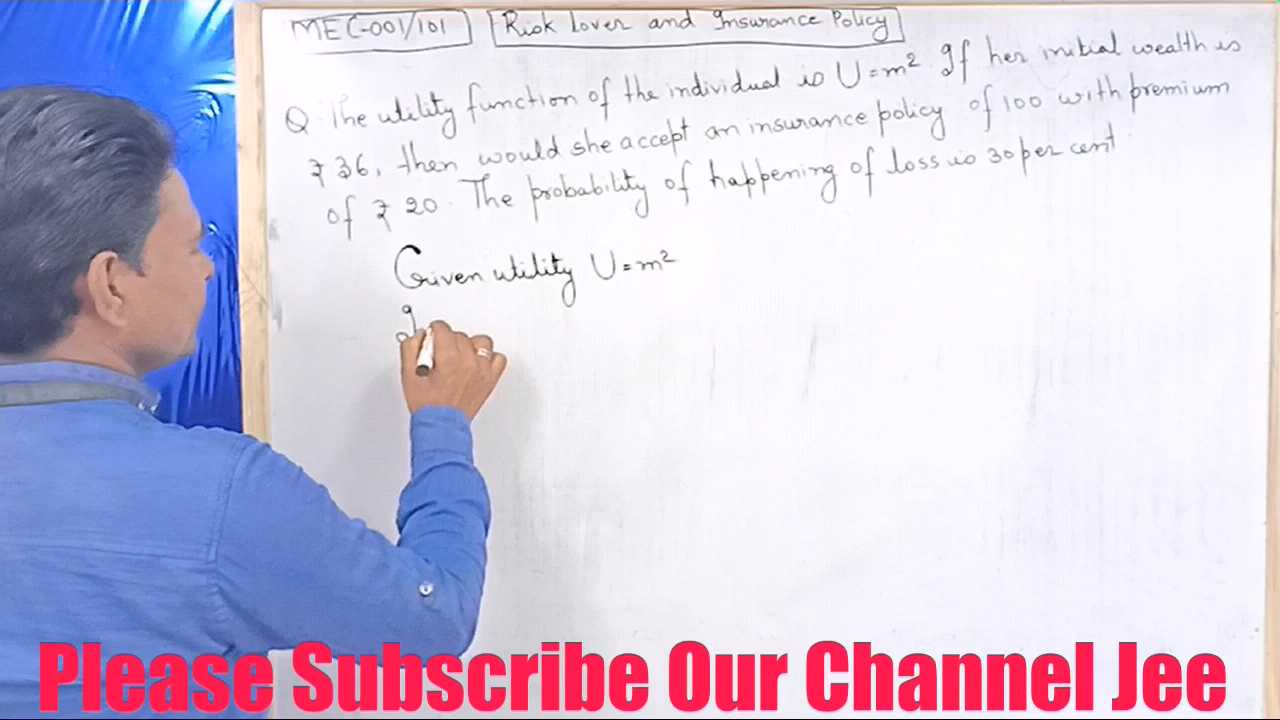 MEC-001/101 Risk Lover and Insurance Policy
Q. The utility function of the individual is U=m². If her initial wealth is
₹ 36, then would she accept an insurance policy of 100 with premium
of ₹ 20. The probability of happening of loss is 30 per cent.
Given utility U=m²
Please Subscribe Our Channel Jee